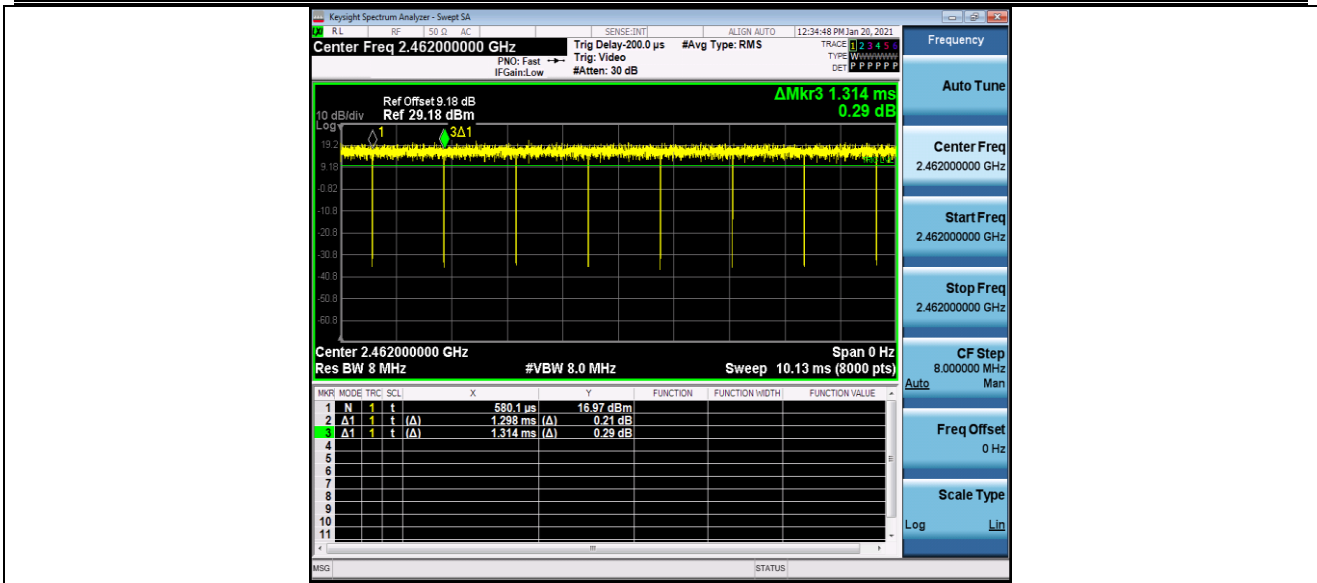 Keysight Spectrum Analyzer - Swept SA
RL RF 50 Ω AC SENSE:INT ALIGN AUTO 12:34:48 PM Jan 20, 2021
Center Freq 2.462000000 GHz
PNO: Fast
IFGain:Low
Trig Delay-200.0 µs
Trig: Video
#Atten: 30 dB
#Avg Type: RMS
TRACE 1 2 3 4 5 6
TYPE WWWWWW
DET P P P P P P
Frequency
ΔMkr3 1.314 ms
0.29 dB
Ref Offset 9.18 dB
10 dB/div Ref 29.18 dBm
Log
1
3Δ1
19.2
9.18
-0.82
-10.8
-20.8
-30.8
-40.8
-50.8
-60.8
Center 2.462000000 GHz Span 0 Hz
Res BW 8 MHz #VBW 8.0 MHz Sweep 10.13 ms (8000 pts)
MKR MODE TRC SCL X Y FUNCTION FUNCTION WIDTH FUNCTION VALUE
1 N 1 t 580.1 µs 16.97 dBm
2 Δ1 1 t (Δ) 1.298 ms (Δ) 0.21 dB
3 Δ1 1 t (Δ) 1.314 ms (Δ) 0.29 dB
4
5
6
7
8
9
10
11
MSG STATUS
Auto Tune
Center Freq
2.462000000 GHz
Start Freq
2.462000000 GHz
Stop Freq
2.462000000 GHz
CF Step
8.000000 MHz
Auto Man
Freq Offset
0 Hz
Scale Type
Log Lin